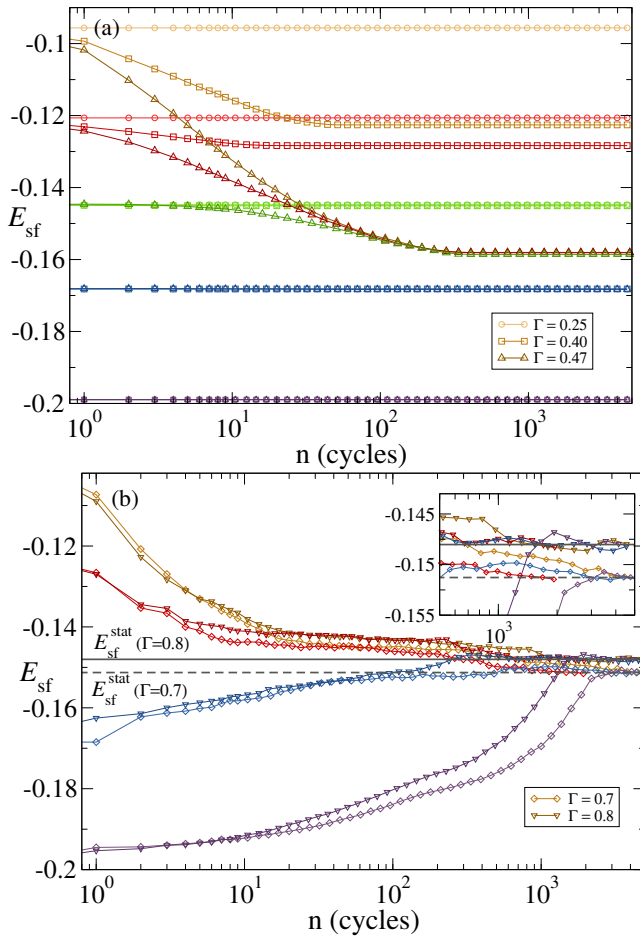 (a)
-0.1
-0.12
-0.14
E_sf
-0.16
-0.18
-0.2
Γ = 0.25
Γ = 0.40
Γ = 0.47
10^0
10^1
10^2
10^3
n (cycles)
(b)
-0.12
-0.14
E_sf
-0.16
-0.18
-0.2
E_sf^stat (Γ=0.8)
E_sf^stat (Γ=0.7)
-0.145
-0.15
-0.155
10^3
Γ = 0.7
Γ = 0.8
10^0
10^1
10^2
10^3
n (cycles)